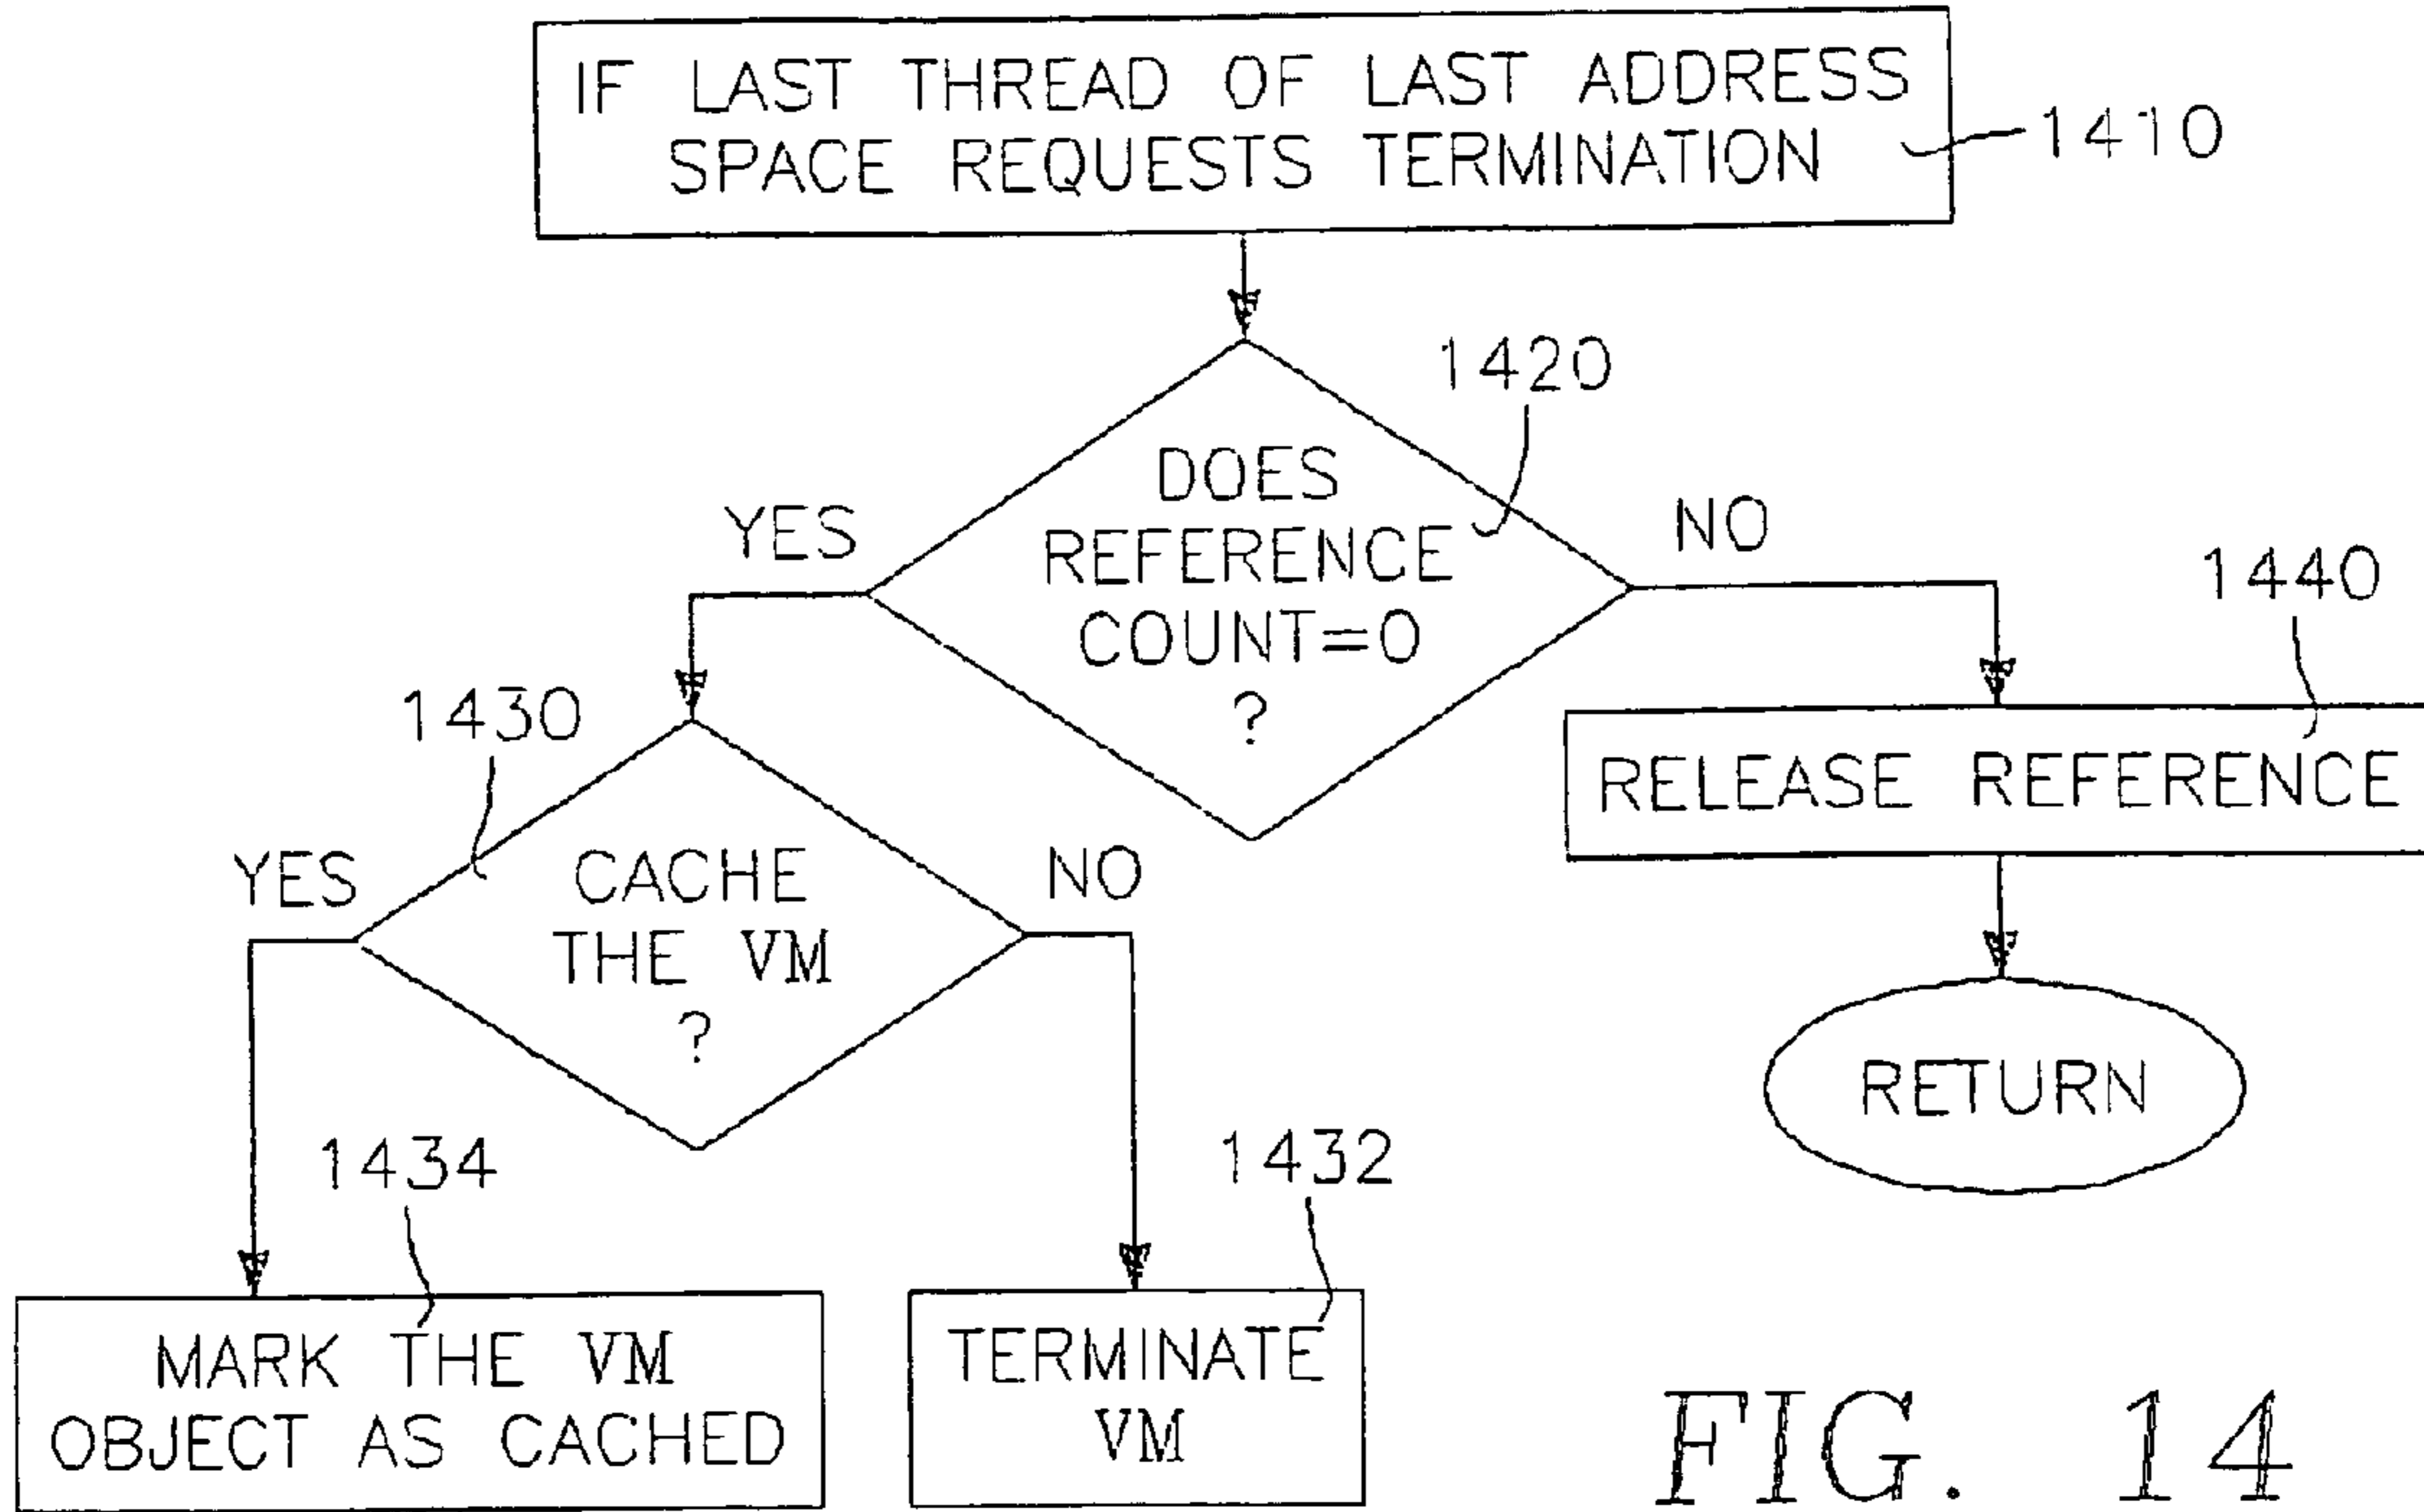 IF LAST THREAD OF LAST ADDRESS
SPACE REQUESTS TERMINATION
1410
1420
DOES
REFERENCE
COUNT=0
?
YES
NO
1440
RELEASE REFERENCE
RETURN
1430
CACHE
THE VM
?
YES
NO
1434
MARK THE VM
OBJECT AS CACHED
1432
TERMINATE
VM
FIG. 14